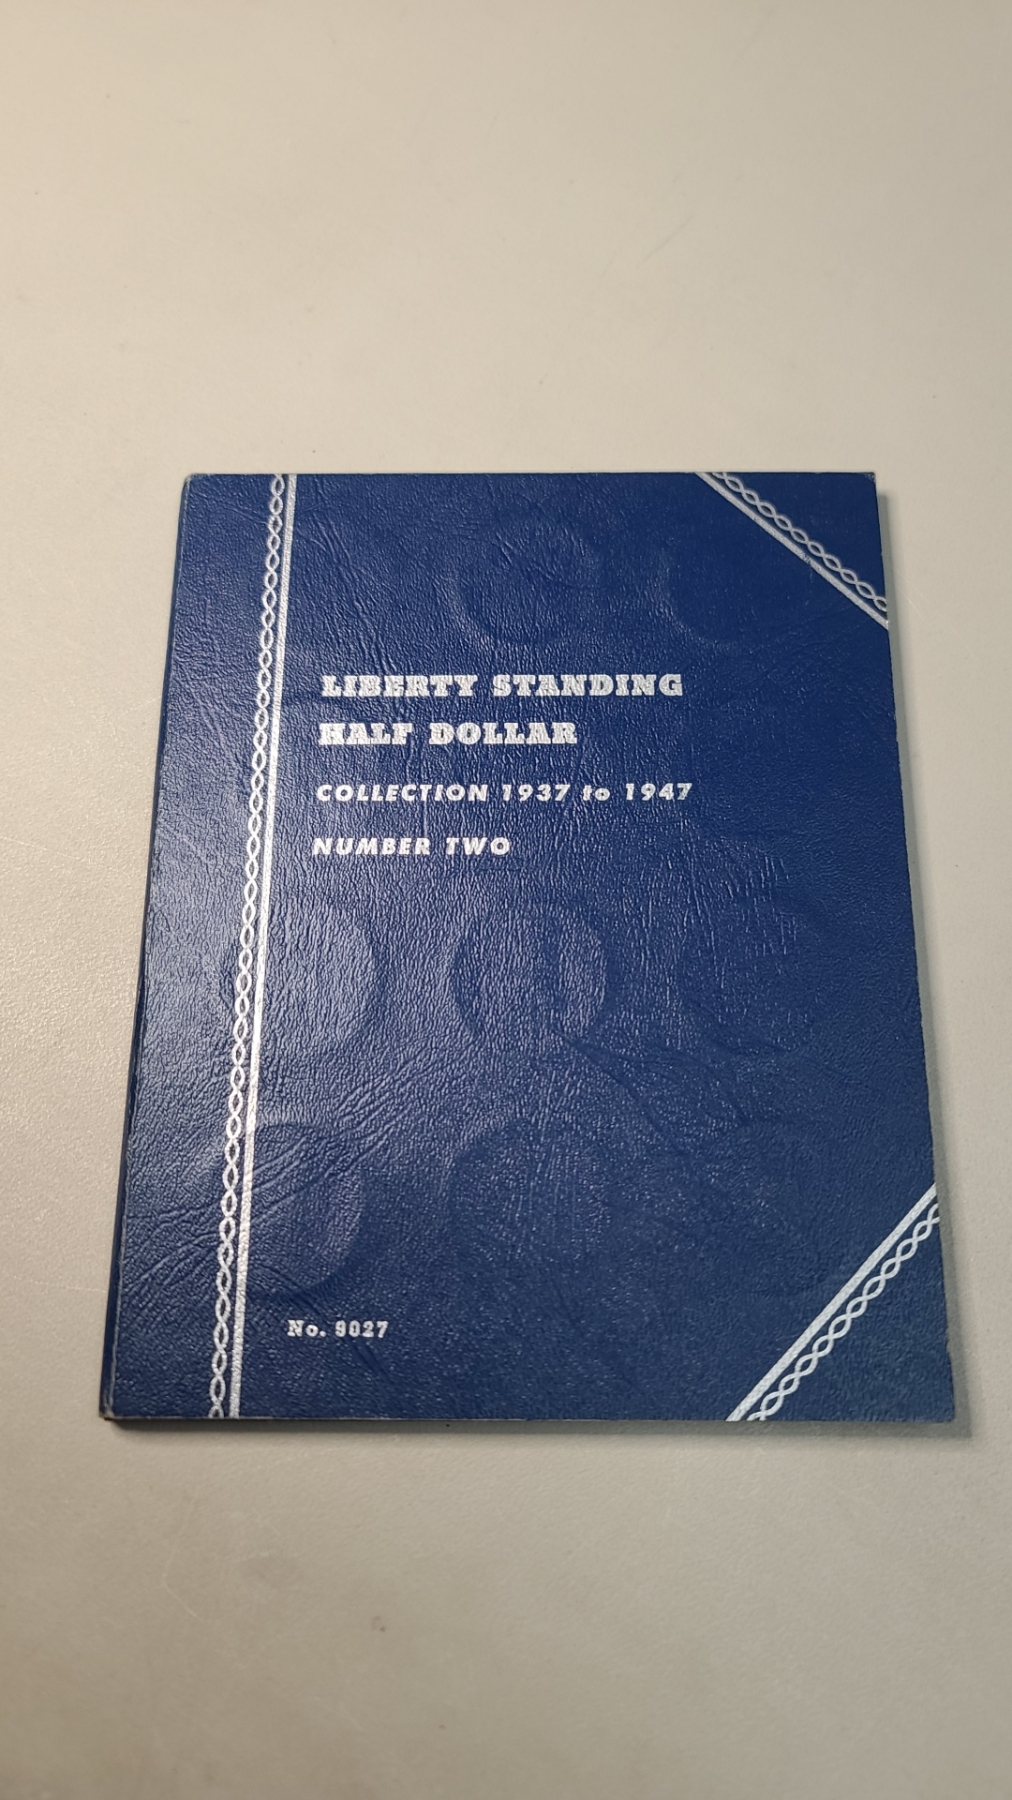 LIBERTY STANDING
HALF DOLLAR
COLLECTION 1937 to 1947
NUMBER TWO
No. 9027